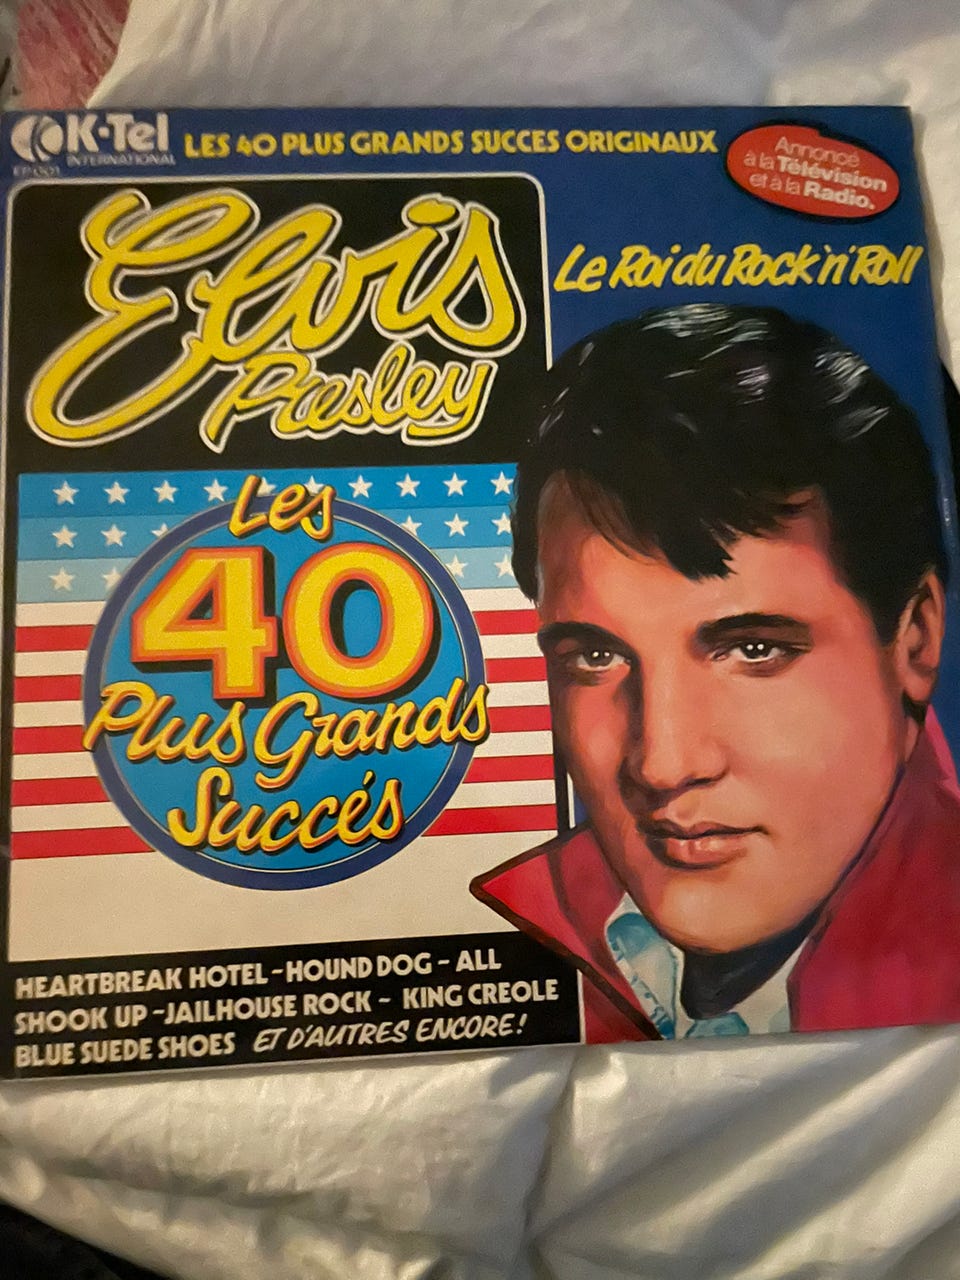 K-Tel
INTERNATIONAL
LES 40 PLUS GRANDS SUCCES ORIGINAUX
Annoncé
à la Télévision
et à la Radio.
Elvis
Presley
Le Roi du Rock 'n' Roll
Les
40
Plus Grands
Succés
HEARTBREAK HOTEL - HOUND DOG - ALL
SHOOK UP - JAILHOUSE ROCK - KING CREOLE
BLUE SUEDE SHOES ET D'AUTRES ENCORE!